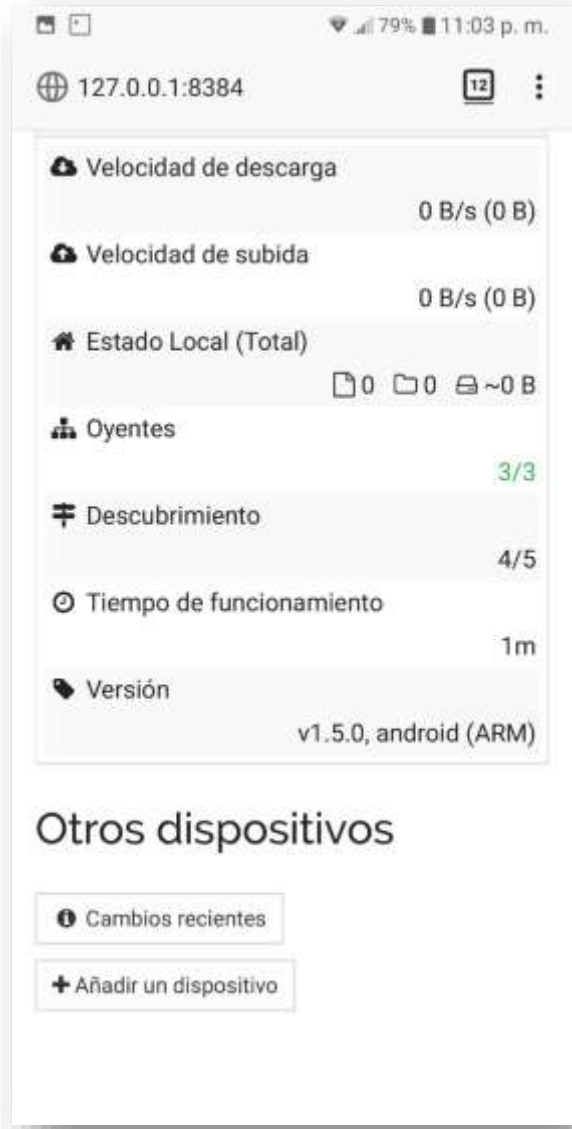 79% 11:03 p. m.
127.0.0.1:8384
12
Velocidad de descarga
0 B/s (0 B)
Velocidad de subida
0 B/s (0 B)
Estado Local (Total)
0 0 ~0 B
Oyentes
3/3
Descubrimiento
4/5
Tiempo de funcionamiento
1m
Versión
v1.5.0, android (ARM)
Otros dispositivos
Cambios recientes
+ Añadir un dispositivo